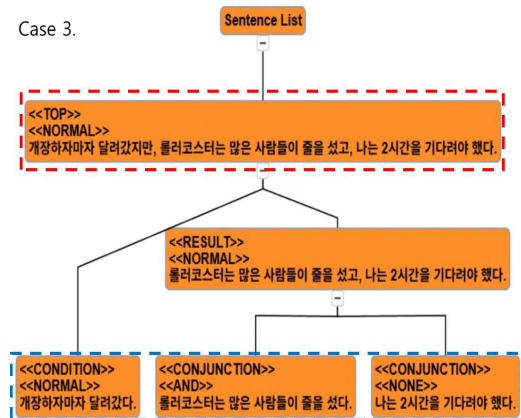 Case 3.
Sentence List
<<TOP>>
<<NORMAL>>
개장하자마자 달려갔지만, 롤러코스터는 많은 사람들이 줄을 섰고, 나는 2시간을 기다려야 했다.
<<RESULT>>
<<NORMAL>>
롤러코스터는 많은 사람들이 줄을 섰고, 나는 2시간을 기다려야 했다.
<<CONDITION>>
<<NORMAL>>
개장하자마자 달려갔다.
<<CONJUNCTION>>
<<AND>>
롤러코스터는 많은 사람들이 줄을 섰다.
<<CONJUNCTION>>
<<NONE>>
나는 2시간을 기다려야 했다.